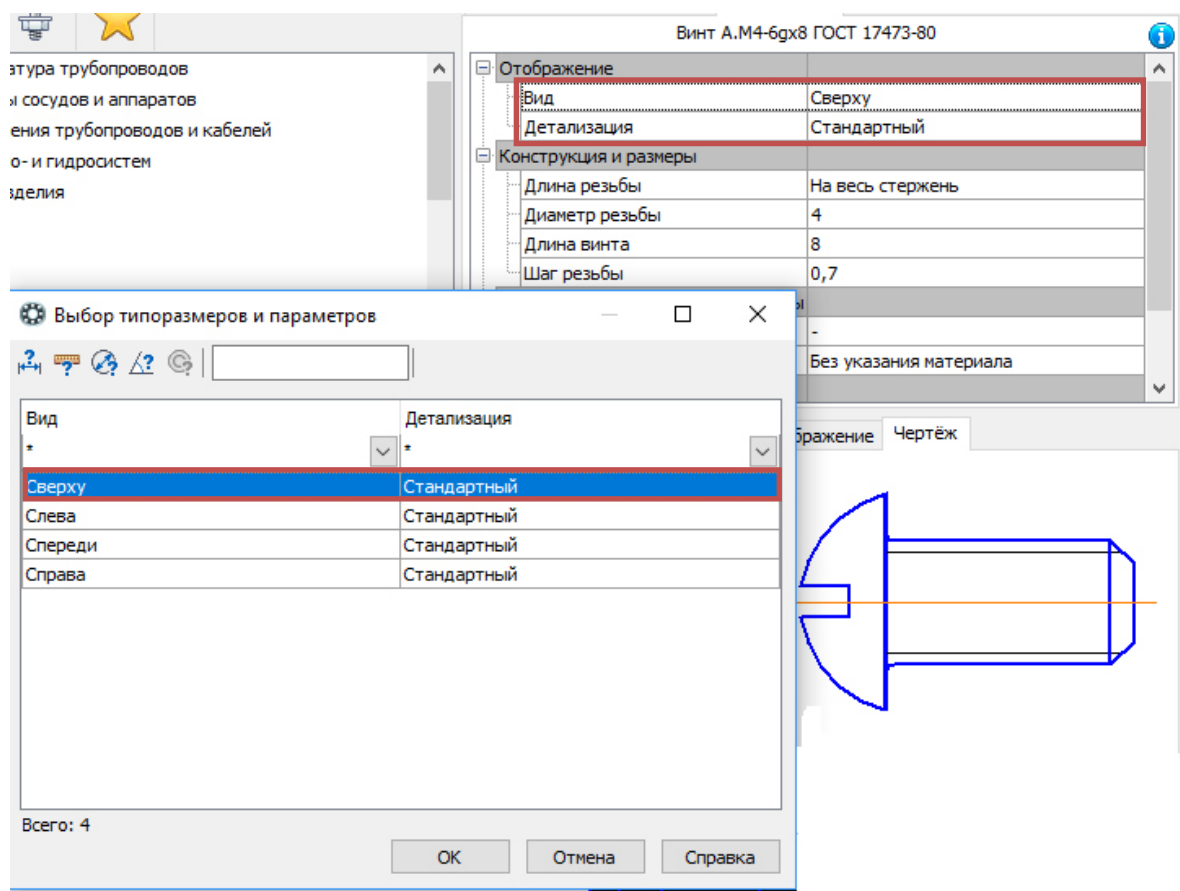 Винт А.М4-6gx8 ГОСТ 17473-80
атура трубопроводов
ы сосудов и аппаратов
ения трубопроводов и кабелей
о- и гидросистем
зделия
Отображение
Вид Сверху
Детализация Стандартный
Конструкция и размеры
Длина резьбы На весь стержень
Диаметр резьбы 4
Длина винта 8
Шаг резьбы 0,7
ы
-
Без указания материала
Выбор типоразмеров и параметров
Вид Детализация
* *
Сверху Стандартный
Слева Стандартный
Спереди Стандартный
Справа Стандартный
Всего: 4
ОК Отмена Справка
бражение Чертёж